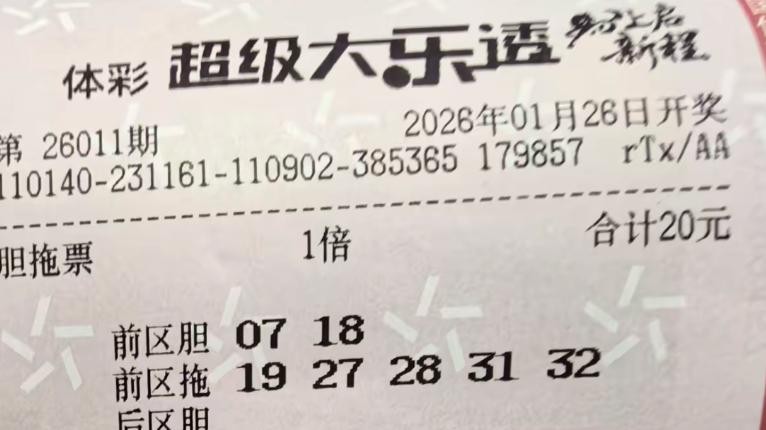 体彩 超级大乐透 马上启
新程
第 26011期 2026年01月26日开奖
110140-231161-110902-385365 179857 rTx/AA
胆拖票 1倍 合计20元
前区胆 07 18
前区拖 19 27 28 31 32
后区胆